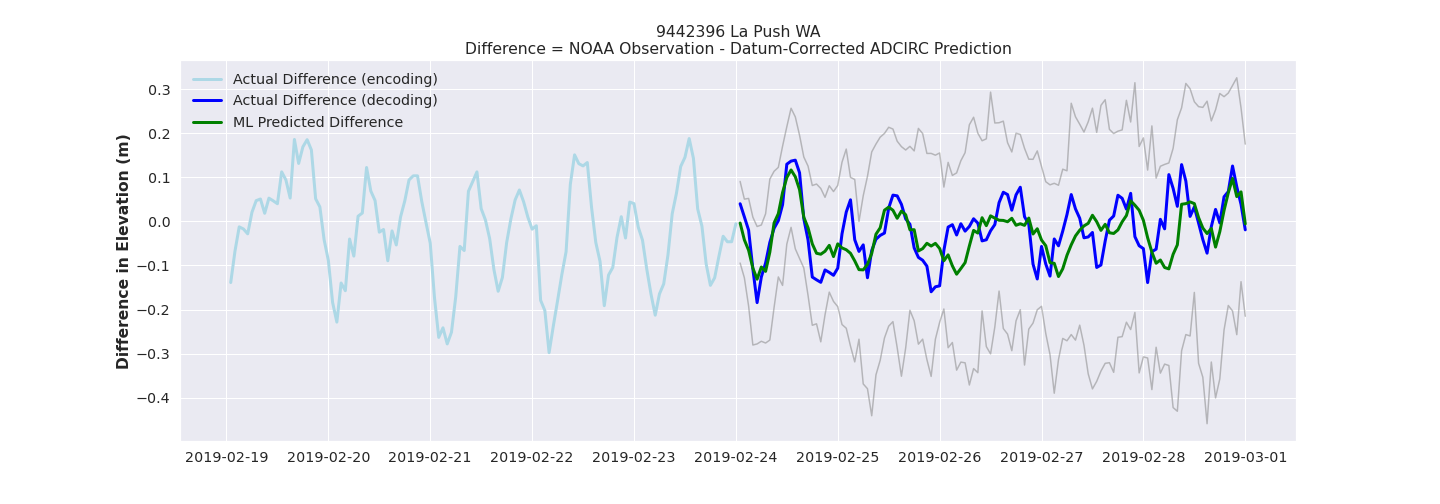 9442396 La Push WA
Difference = NOAA Observation - Datum-Corrected ADCIRC Prediction
Actual Difference (encoding)
Actual Difference (decoding)
ML Predicted Difference
Difference in Elevation (m)
0.3
0.2
0.1
0.0
−0.1
−0.2
−0.3
−0.4
2019-02-19 2019-02-20 2019-02-21 2019-02-22 2019-02-23 2019-02-24 2019-02-25 2019-02-26 2019-02-27 2019-02-28 2019-03-01